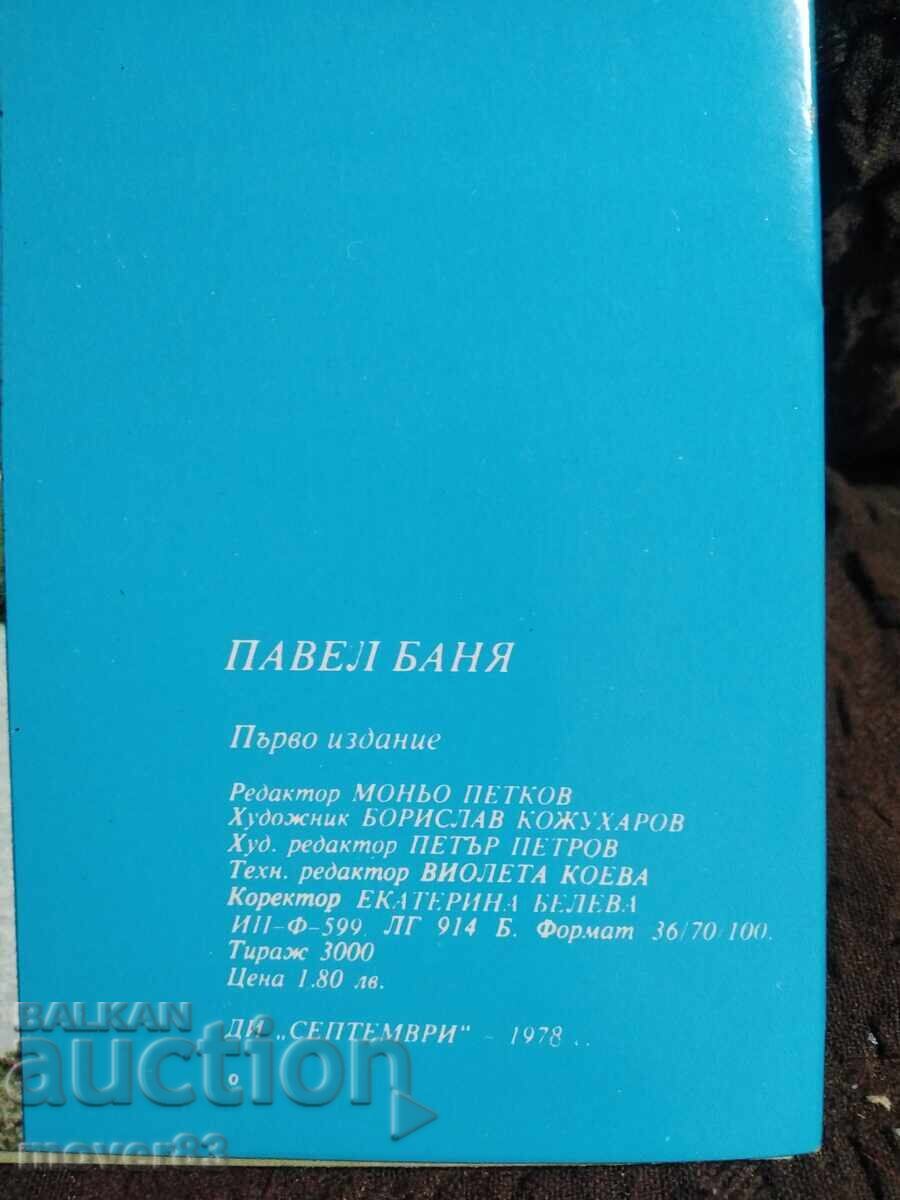 ПАВЕЛ БАНЯ
Първо издание
Редактор МОНЬО ПЕТКОВ
Художник БОРИСЛАВ КОЖУХАРОВ
Худ. редактор ПЕТЪР ПЕТРОВ
Техн. редактор ВИОЛЕТА КОЕВА
Коректор ЕКАТЕРИНА БЕЛЕВА
ИП-Ф-599. ЛГ 914 Б. Формат 36/70/100.
Тираж 3000
Цена 1.80 лв.
ДИ „СЕПТЕМВРИ" - 1978
BALKAN
auction
mover83